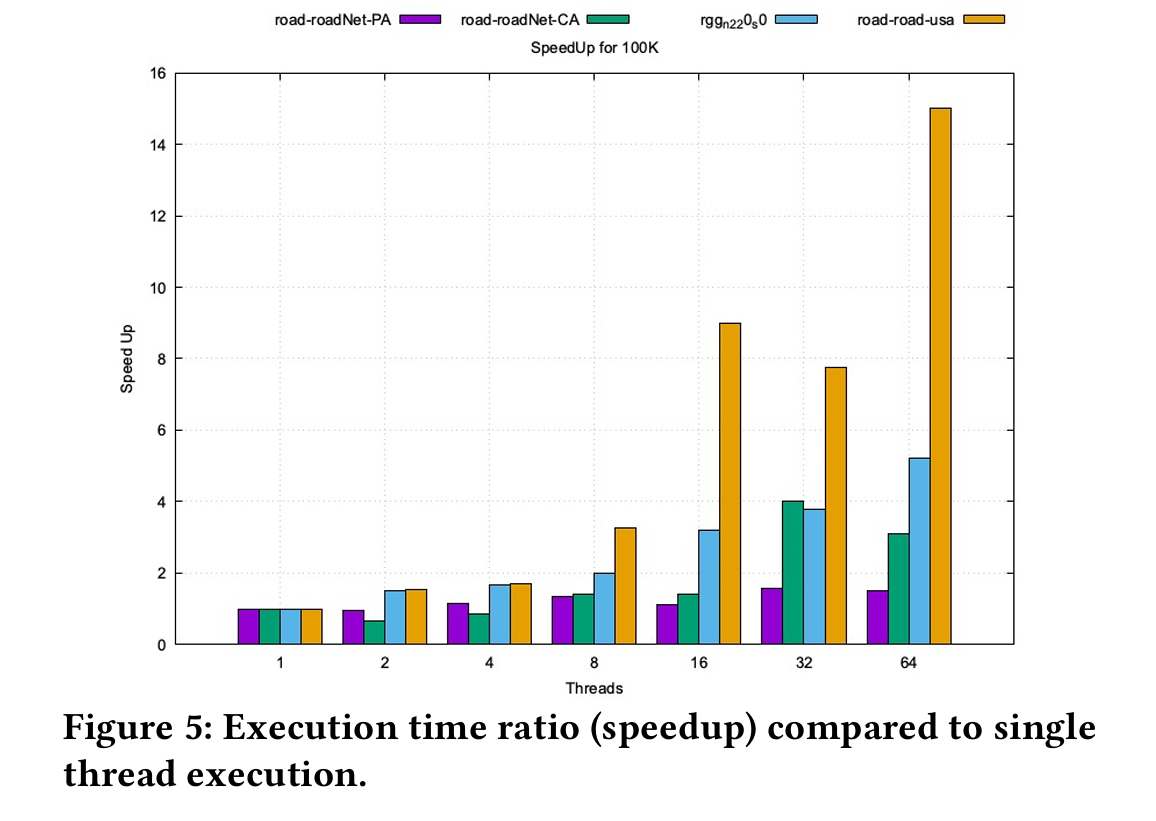 road-roadNet-PA road-roadNet-CA rggn220s0 road-road-usa
SpeedUp for 100K
16
14
12
10
8
6
4
2
0
Speed Up
1 2 4 8 16 32 64
Threads
Figure 5: Execution time ratio (speedup) compared to single
thread execution.